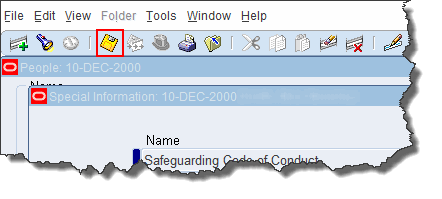 File Edit View Folder Tools Window Help
People: 10-DEC-2000
Name
Special Information: 10-DEC-2000
Name
Safeguarding Code of Conduct